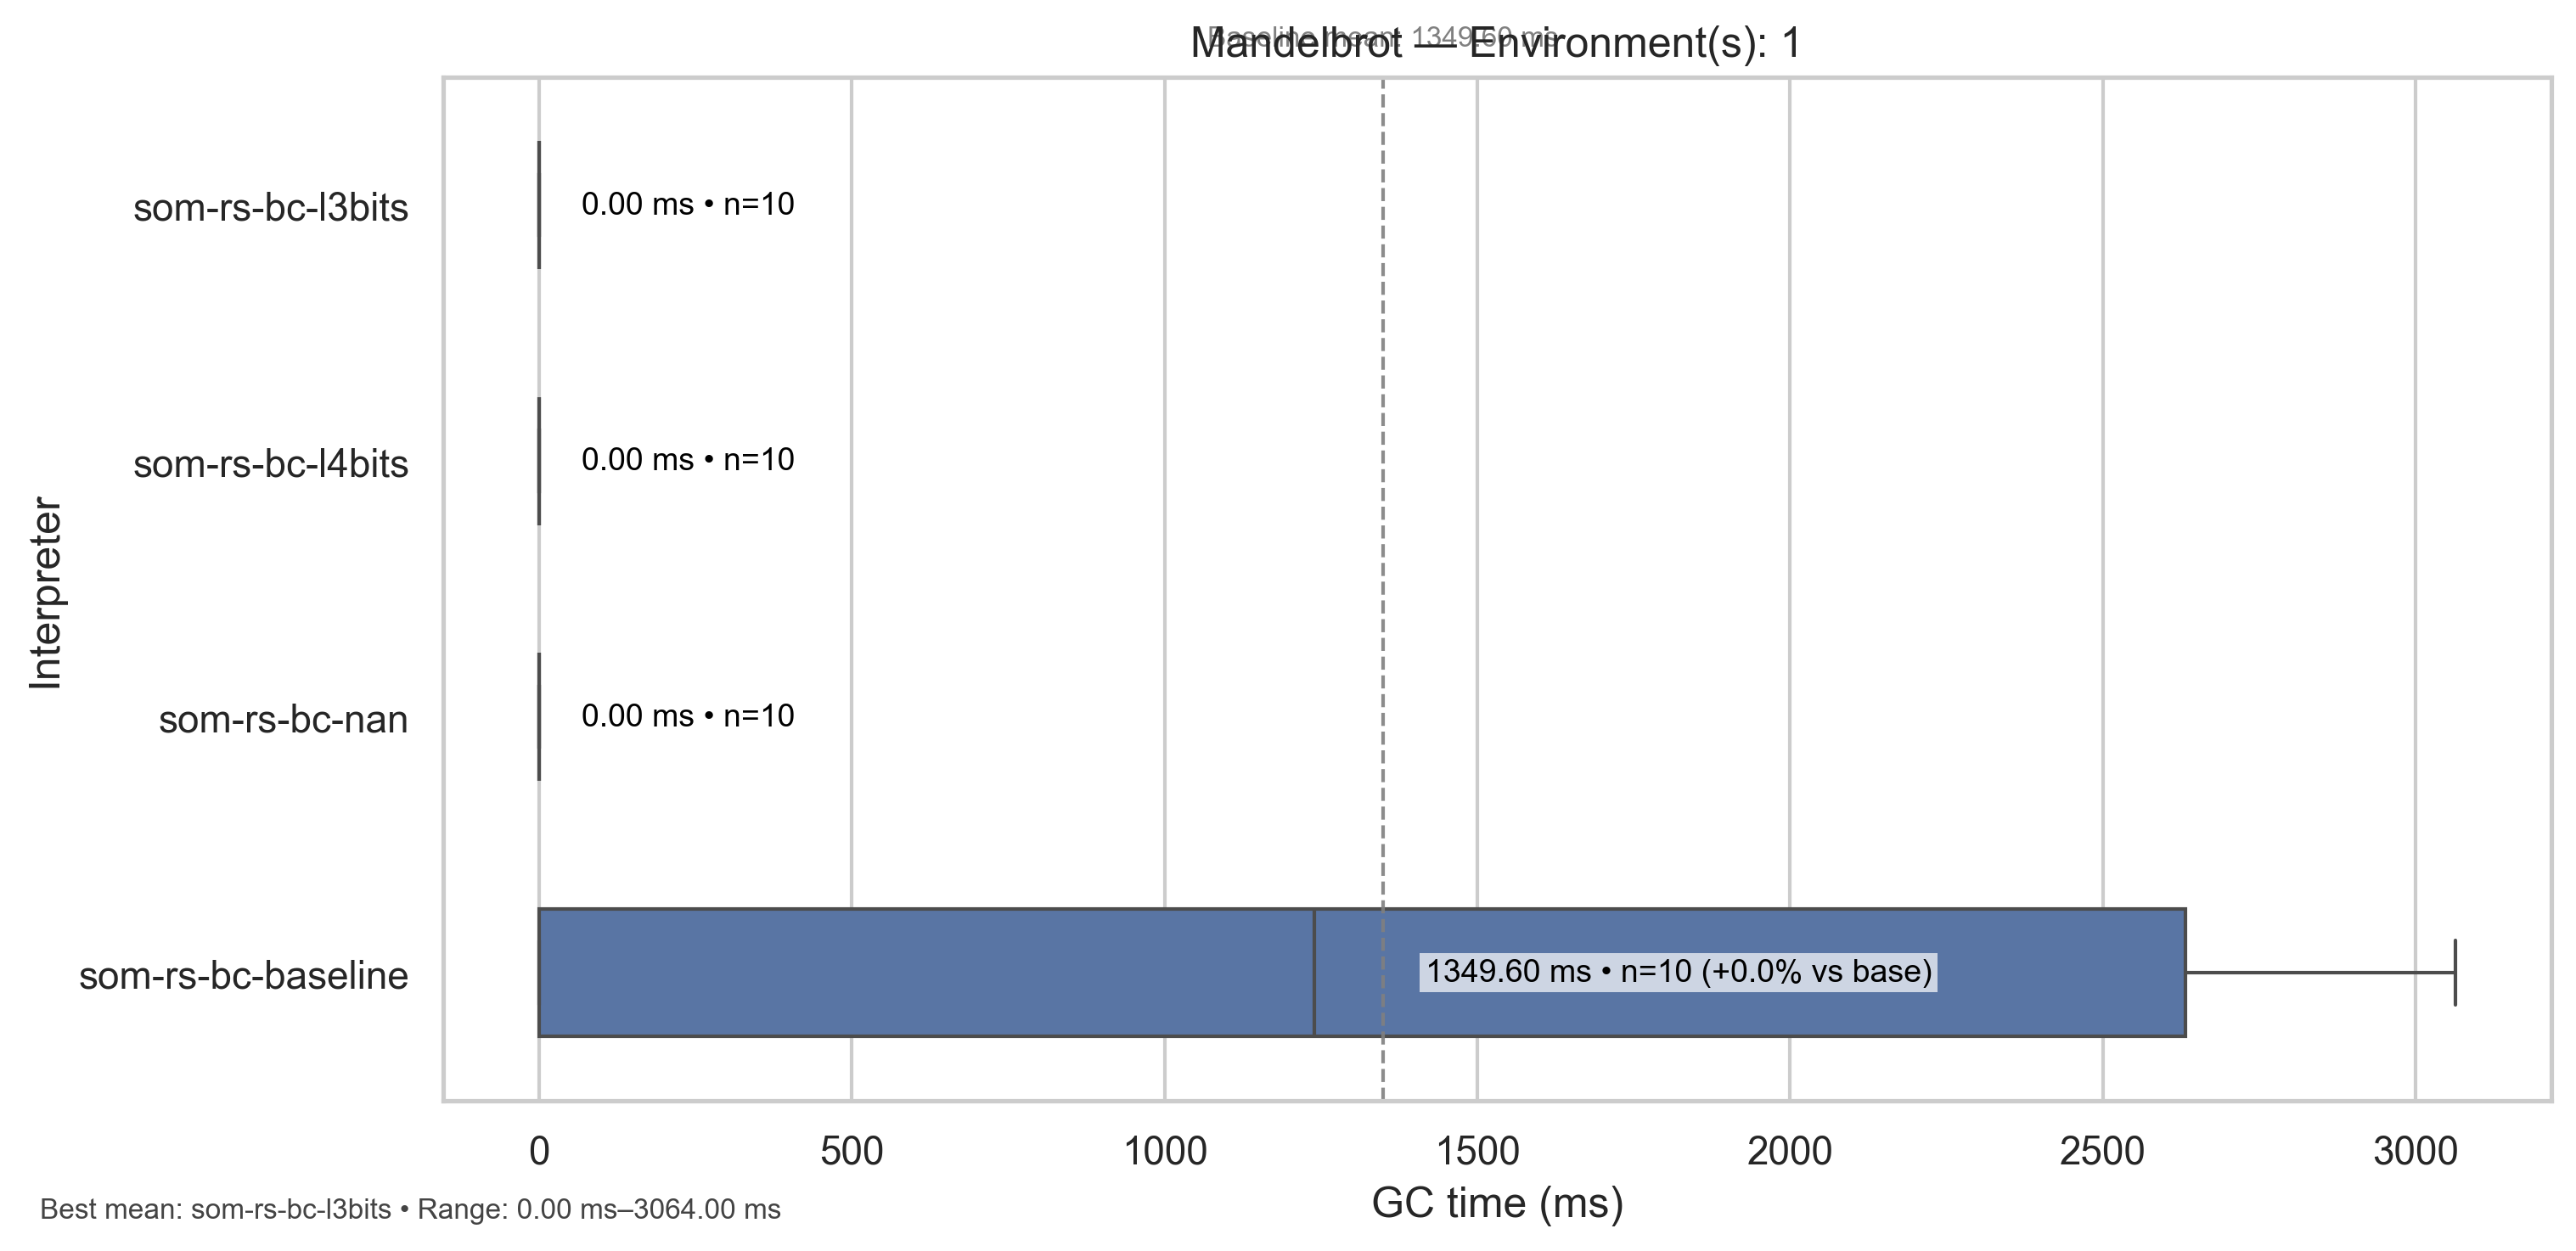 Baseline mean: 1349.60 ms
Mandelbrot — Environment(s): 1
som-rs-bc-l3bits
0.00 ms • n=10
som-rs-bc-l4bits
0.00 ms • n=10
som-rs-bc-nan
0.00 ms • n=10
som-rs-bc-baseline
1349.60 ms • n=10 (+0.0% vs base)
Interpreter
0 500 1000 1500 2000 2500 3000
GC time (ms)
Best mean: som-rs-bc-l3bits • Range: 0.00 ms–3064.00 ms